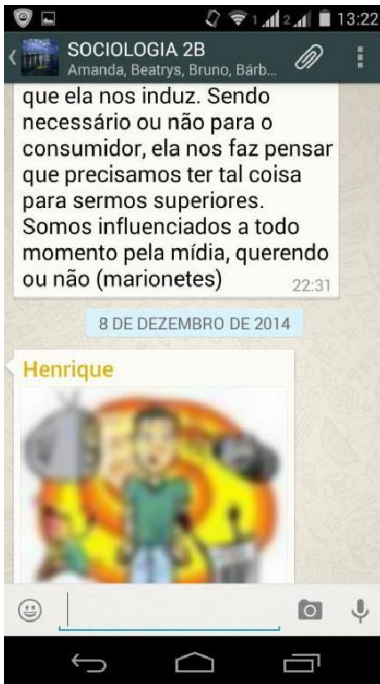 1 2 13:22
SOCIOLOGIA 2B
Amanda, Beatrys, Bruno, Bárb...
que ela nos induz. Sendo
necessário ou não para o
consumidor, ela nos faz pensar
que precisamos ter tal coisa
para sermos superiores.
Somos influenciados a todo
momento pela mídia, querendo
ou não (marionetes)
22:31
8 DE DEZEMBRO DE 2014
Henrique